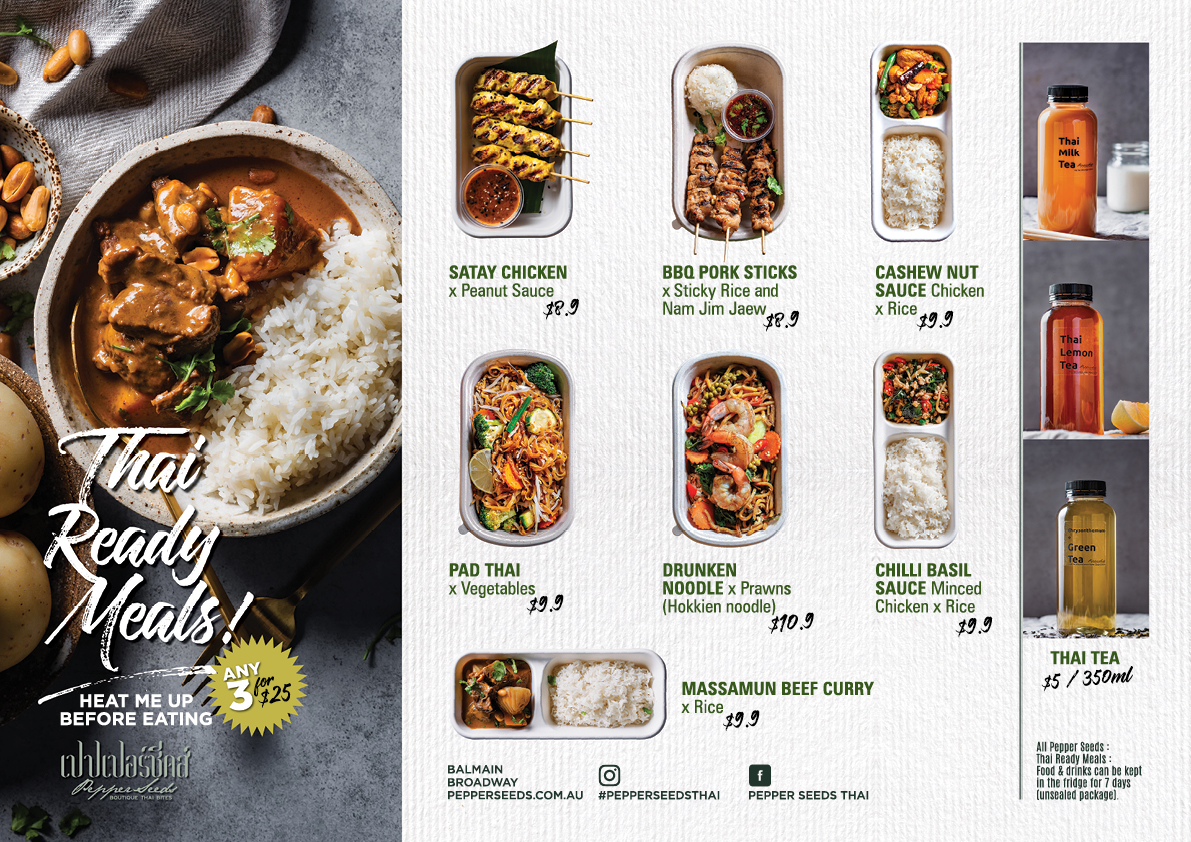 Thai
Ready
Meals!
HEAT ME UP
BEFORE EATING
ANY
3 for
$25
Pepper Seeds
BOUTIQUE THAI BITES
SATAY CHICKEN
x Peanut Sauce
$8.9
BBQ PORK STICKS
x Sticky Rice and
Nam Jim Jaew
$8.9
CASHEW NUT
SAUCE Chicken
x Rice
$9.9
PAD THAI
x Vegetables
$9.9
DRUNKEN
NOODLE x Prawns
(Hokkien noodle)
$10.9
CHILLI BASIL
SAUCE Minced
Chicken x Rice
$9.9
MASSAMUN BEEF CURRY
x Rice
$9.9
BALMAIN
BROADWAY
PEPPERSEEDS.COM.AU
#PEPPERSEEDSTHAI
f
PEPPER SEEDS THAI
Thai
Milk
Tea
Thai
Lemon
Tea
Green
Tea
THAI TEA
$5 / 350ml
All Pepper Seeds :
Thai Ready Meals :
Food & drinks can be kept
in the fridge for 7 days
(unsealed package).